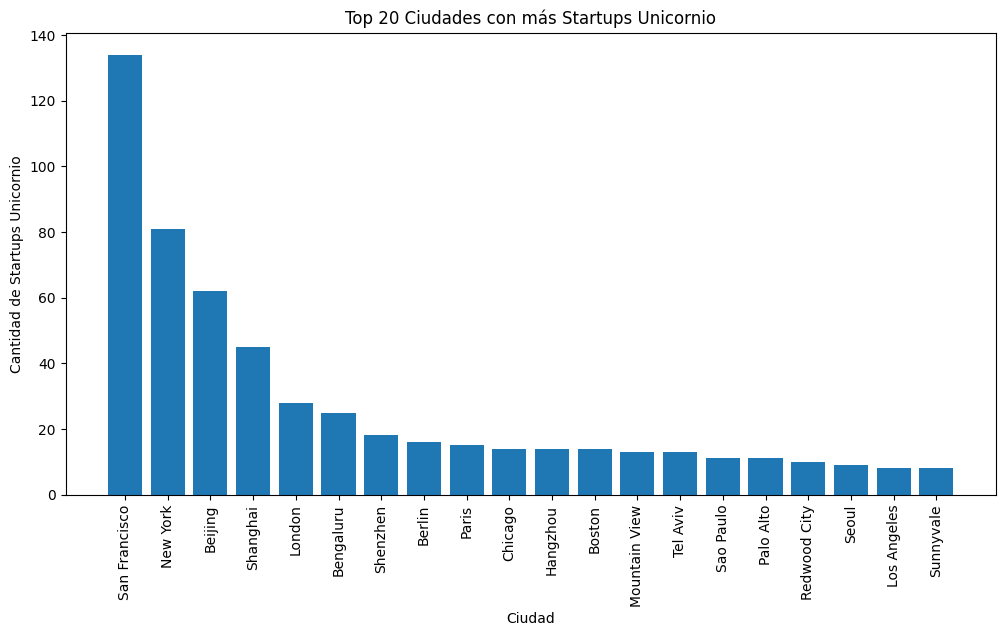 Top 20 Ciudades con más Startups Unicornio
Cantidad de Startups Unicornio
140
120
100
80
60
40
20
0
San Francisco
New York
Beijing
Shanghai
London
Bengaluru
Shenzhen
Berlin
Paris
Chicago
Hangzhou
Boston
Mountain View
Tel Aviv
Sao Paulo
Palo Alto
Redwood City
Seoul
Los Angeles
Sunnyvale
Ciudad